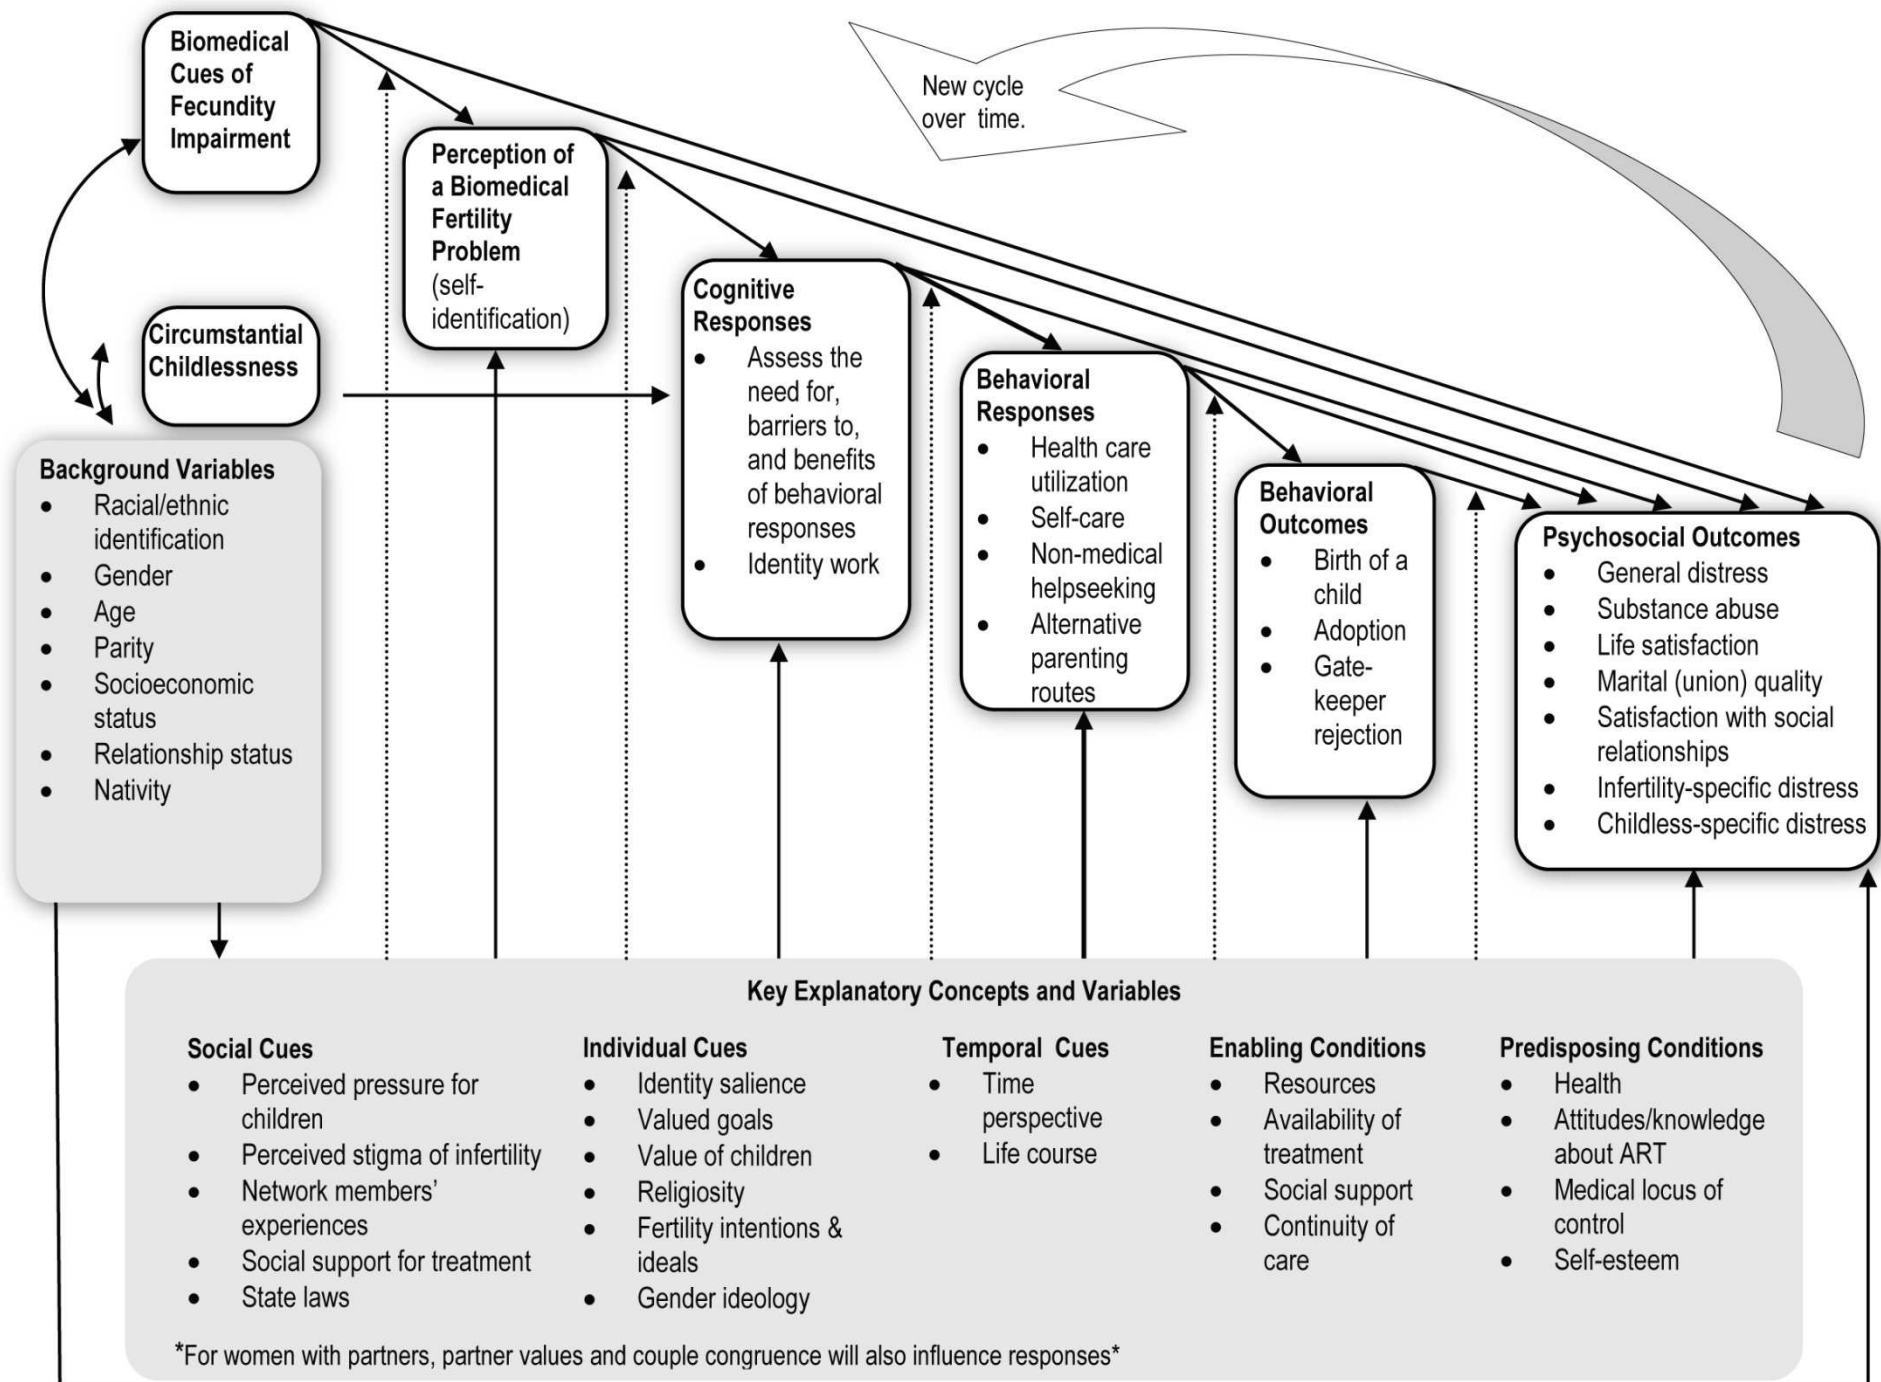 Biomedical
Cues of
Fecundity
Impairment
New cycle
over time.
Perception of
a Biomedical
Fertility
Problem
(self-
identification)
Circumstantial
Childlessness
Cognitive
Responses
• Assess the
need for,
barriers to,
and benefits
of behavioral
responses
• Identity work
Behavioral
Responses
• Health care
utilization
• Self-care
• Non-medical
helpseeking
• Alternative
parenting
routes
Behavioral
Outcomes
• Birth of a
child
• Adoption
• Gate-
keeper
rejection
Psychosocial Outcomes
• General distress
• Substance abuse
• Life satisfaction
• Marital (union) quality
• Satisfaction with social
relationships
• Infertility-specific distress
• Childless-specific distress
Background Variables
• Racial/ethnic
identification
• Gender
• Age
• Parity
• Socioeconomic
status
• Relationship status
• Nativity
Key Explanatory Concepts and Variables
Social Cues
• Perceived pressure for
children
• Perceived stigma of infertility
• Network members’
experiences
• Social support for treatment
• State laws
Individual Cues
• Identity salience
• Valued goals
• Value of children
• Religiosity
• Fertility intentions &
ideals
• Gender ideology
Temporal Cues
• Time
perspective
• Life course
Enabling Conditions
• Resources
• Availability of
treatment
• Social support
• Continuity of
care
Predisposing Conditions
• Health
• Attitudes/knowledge
about ART
• Medical locus of
control
• Self-esteem
*For women with partners, partner values and couple congruence will also influence responses*